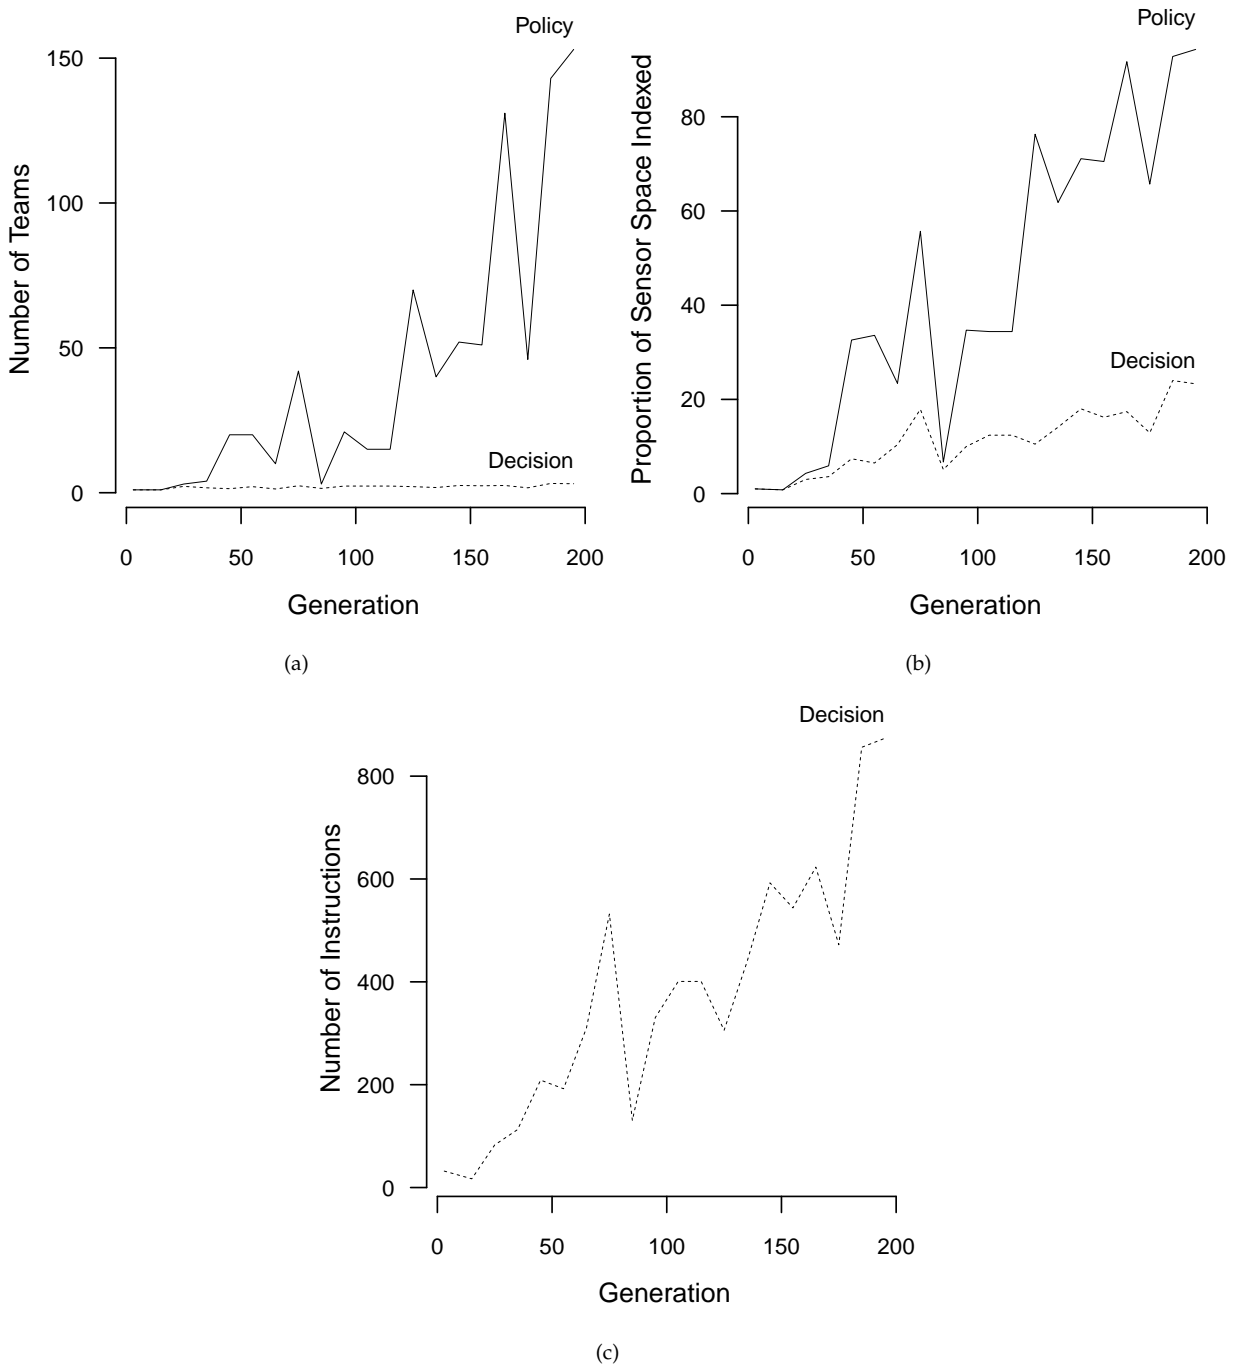 Policy
150
100
50
0
Number of Teams
Decision
0 50 100 150 200
Generation
(a)
Policy
80
60
40
20
0
Proportion of Sensor Space Indexed
Decision
0 50 100 150 200
Generation
(b)
Decision
800
600
400
200
0
Number of Instructions
0 50 100 150 200
Generation
(c)